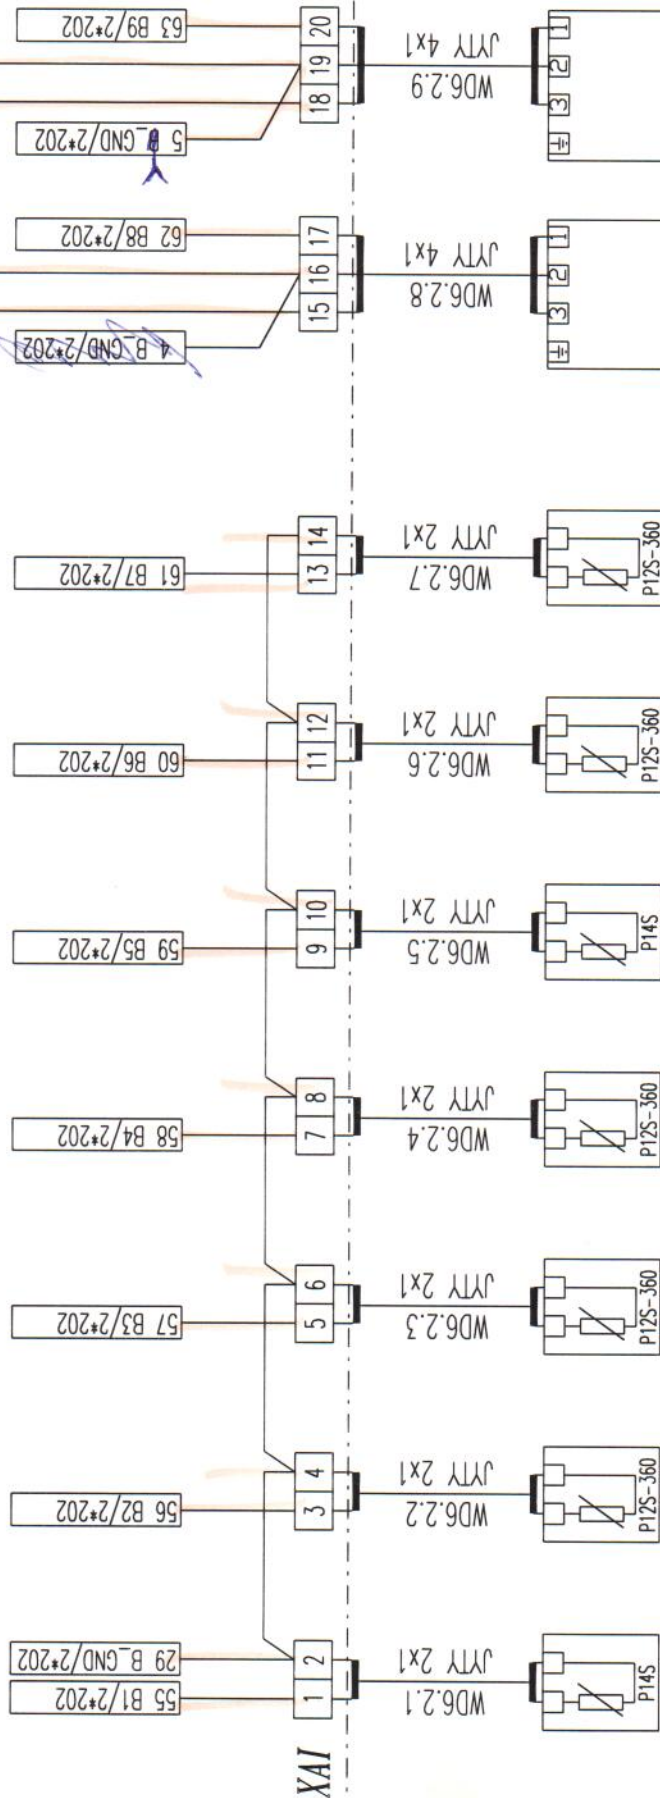 63 B9/2*202
20
19
18
JYTY 4x1
WD6.2.9
1
2
3
5 B_GND/2*202
62 B8/2*202
17
16
15
JYTY 4x1
WD6.2.8
1
2
3
4 B_GND/2*202
14
13
61 B7/2*202
JYTY 2x1
WD6.2.7
P12S-360
12
11
60 B6/2*202
JYTY 2x1
WD6.2.6
P12S-360
10
9
59 B5/2*202
JYTY 2x1
WD6.2.5
P14S
8
7
58 B4/2*202
JYTY 2x1
WD6.2.4
P12S-360
6
5
57 B3/2*202
JYTY 2x1
WD6.2.3
P12S-360
4
3
56 B2/2*202
JYTY 2x1
WD6.2.2
P12S-360
29 B_GND/2*202
2
1
55 B1/2*202
JYTY 2x1
WD6.2.1
P14S
XAI